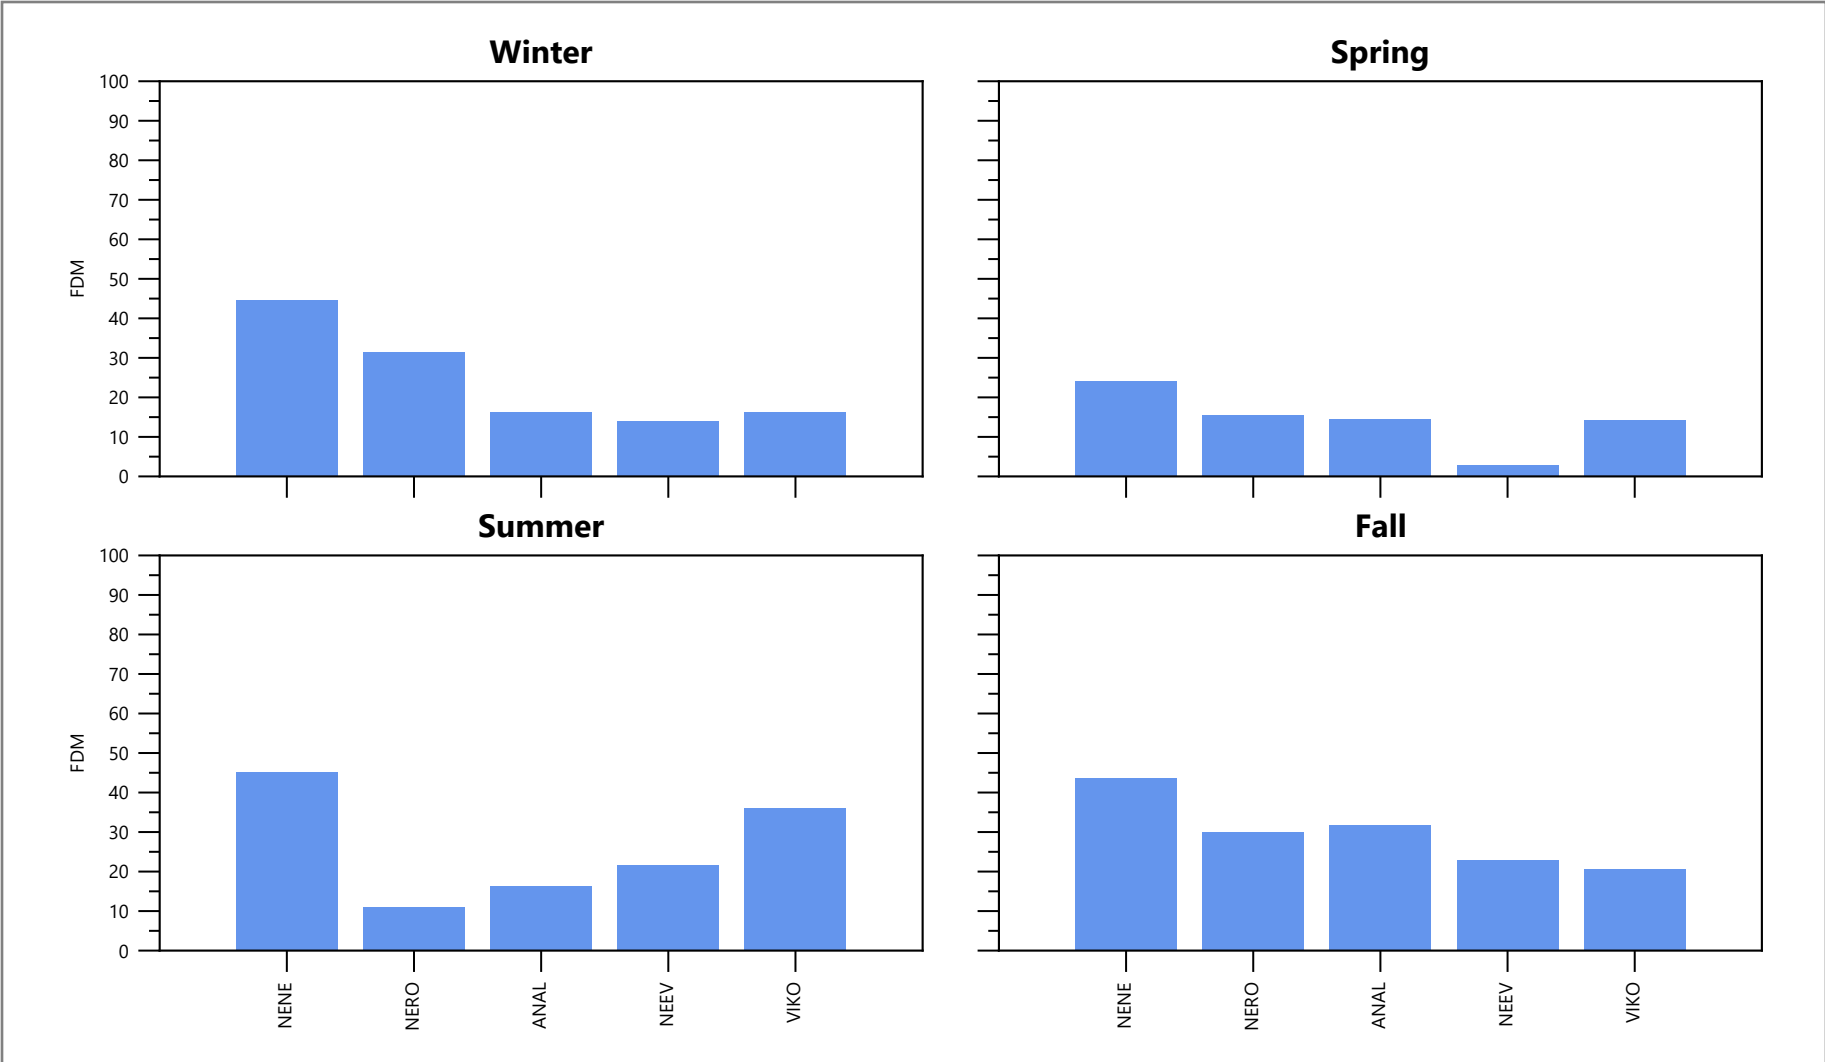 Winter
100
90
80
70
60
50
40
30
20
10
0
FDM
Spring
Summer
100
90
80
70
60
50
40
30
20
10
0
FDM
NENE
NERO
ANAL
NEEV
VIKO
Fall
NENE
NERO
ANAL
NEEV
VIKO